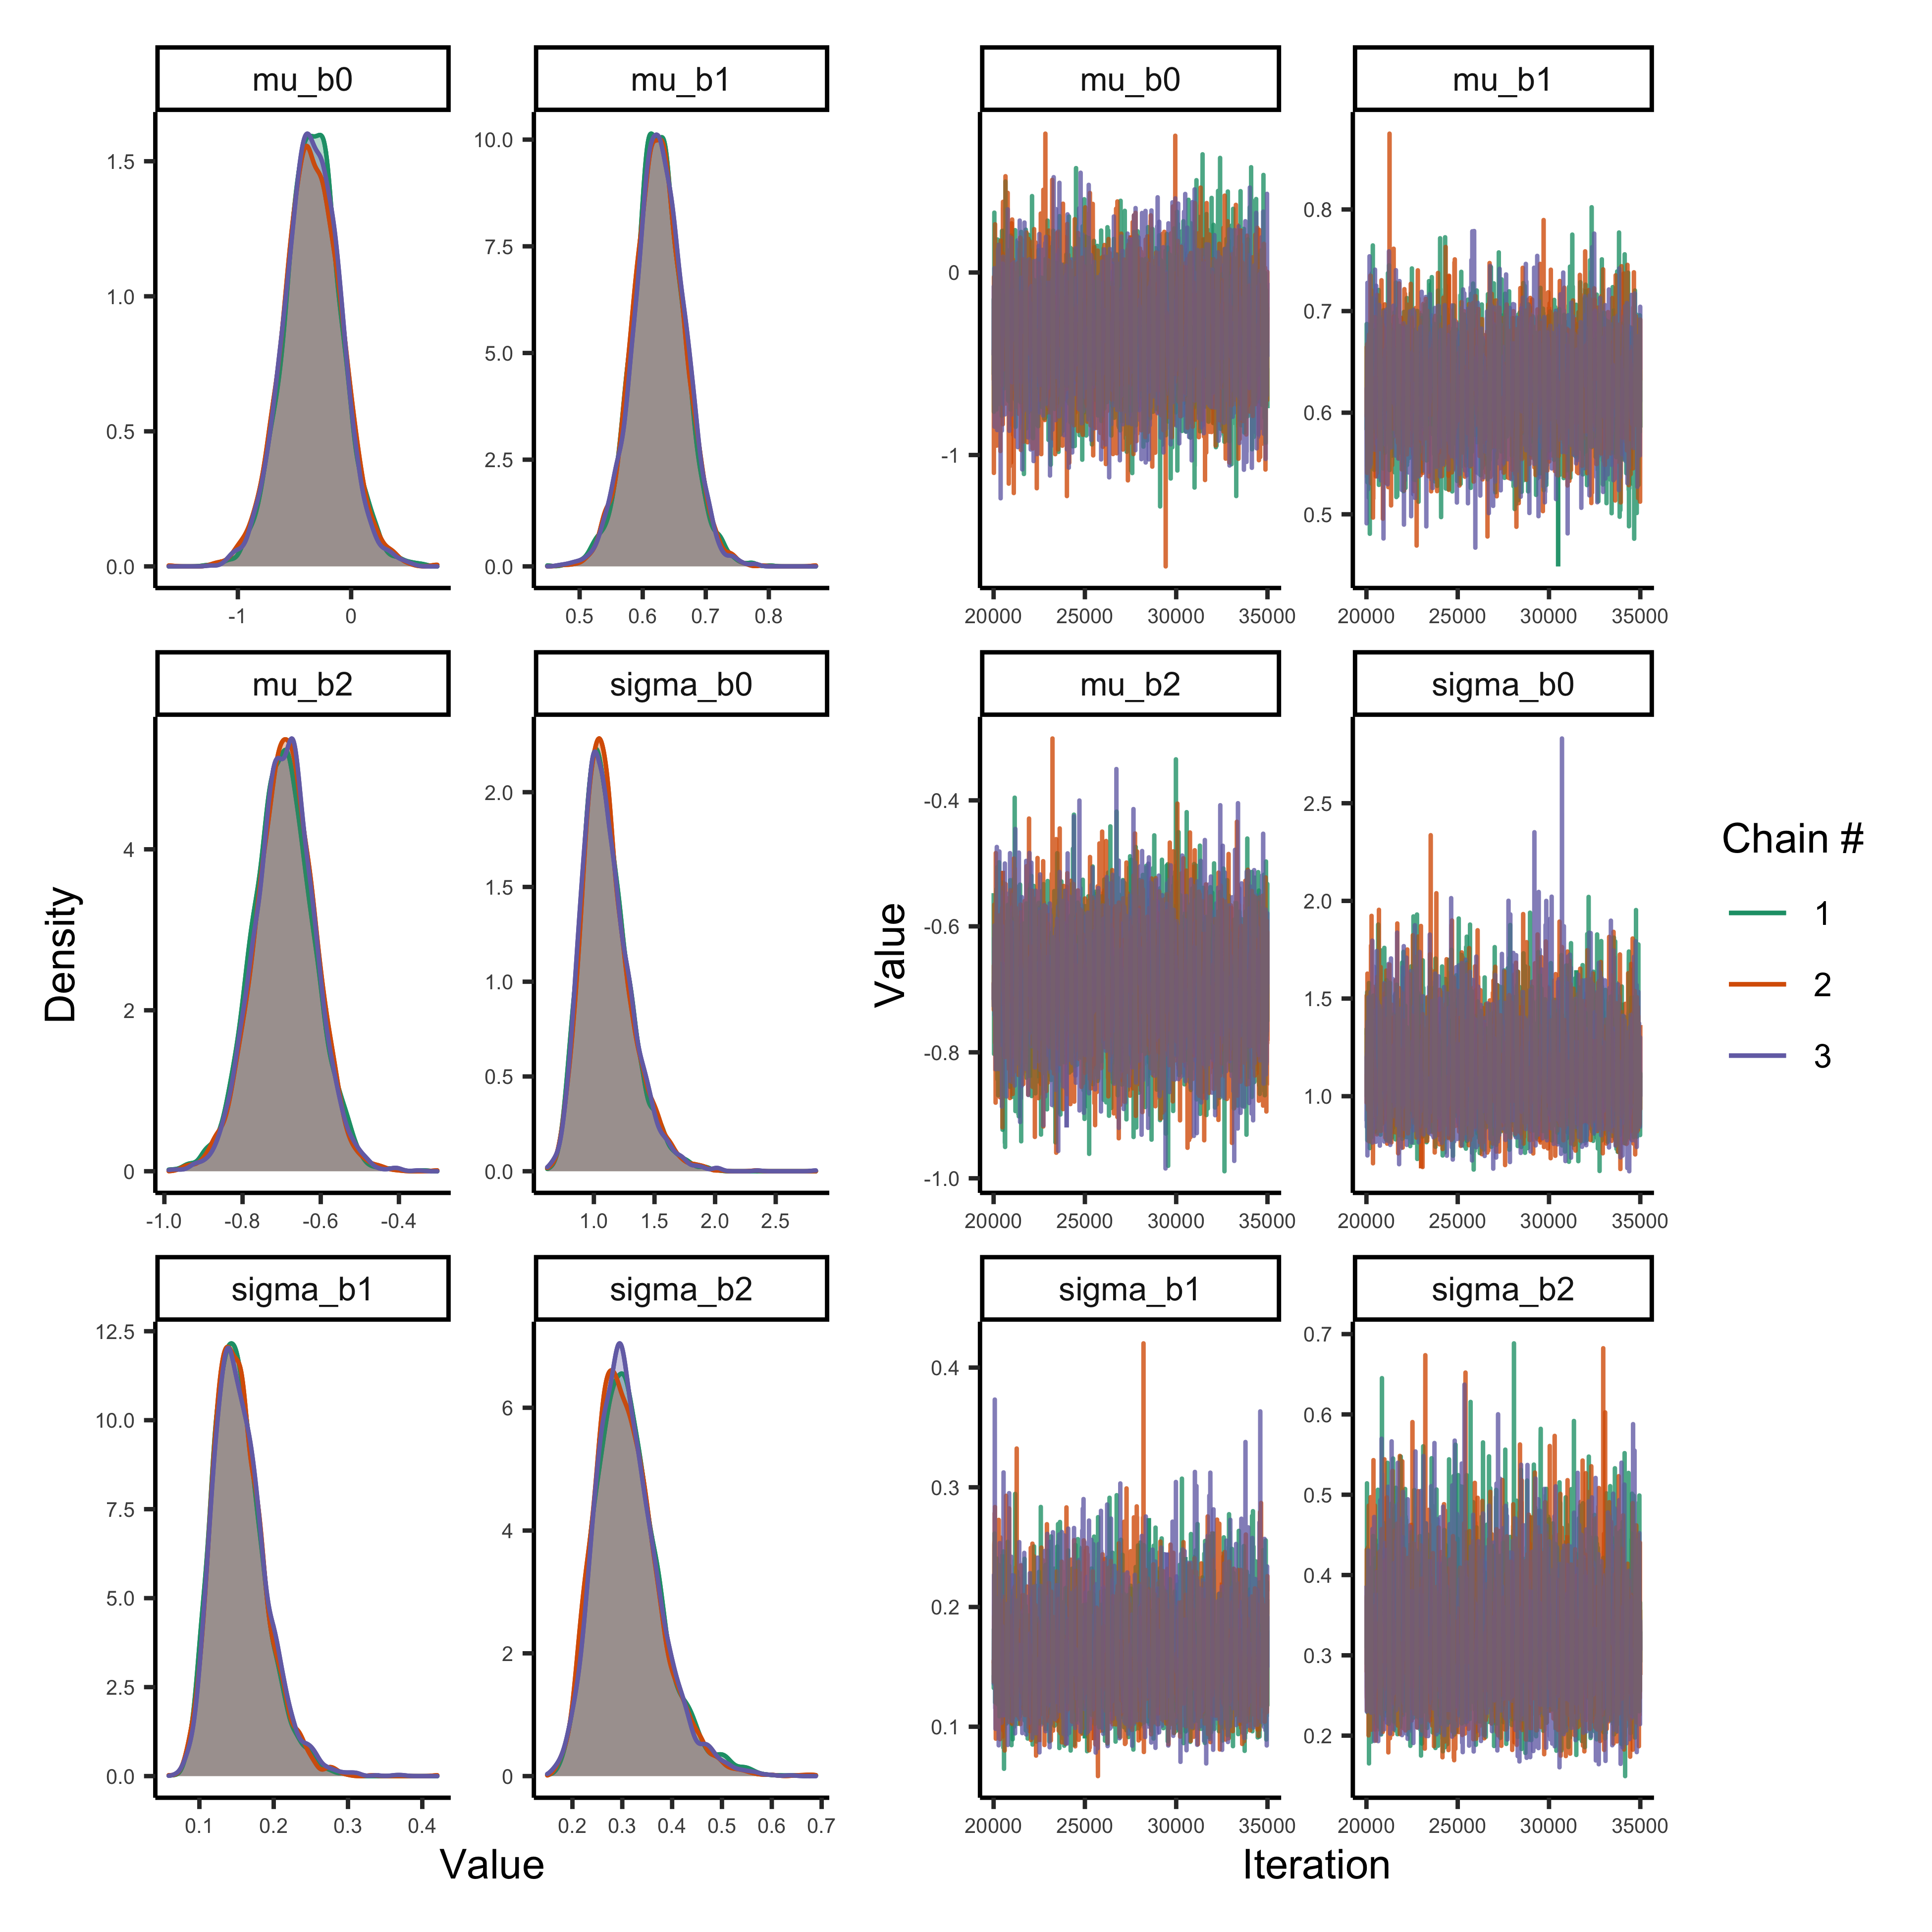 mu_b0 mu_b1 mu_b0 mu_b1
1.5
1.0
0.5
0.0
-1 0
10.0
7.5
5.0
2.5
0.0
0.5 0.6 0.7 0.8
0
-1
20000 25000 30000 35000
0.8
0.7
0.6
0.5
20000 25000 30000 35000
mu_b2 sigma_b0 mu_b2 sigma_b0
Density
4
2
0
-1.0 -0.8 -0.6 -0.4
2.0
1.5
1.0
0.5
0.0
1.0 1.5 2.0 2.5
Value
-0.4
-0.6
-0.8
-1.0
20000 25000 30000 35000
2.5
2.0
1.5
1.0
20000 25000 30000 35000
Chain #
1
2
3
sigma_b1 sigma_b2 sigma_b1 sigma_b2
12.5
10.0
7.5
5.0
2.5
0.0
0.1 0.2 0.3 0.4
6
4
2
0
0.2 0.3 0.4 0.5 0.6 0.7
0.4
0.3
0.2
0.1
20000 25000 30000 35000
0.7
0.6
0.5
0.4
0.3
0.2
20000 25000 30000 35000
Value
Iteration